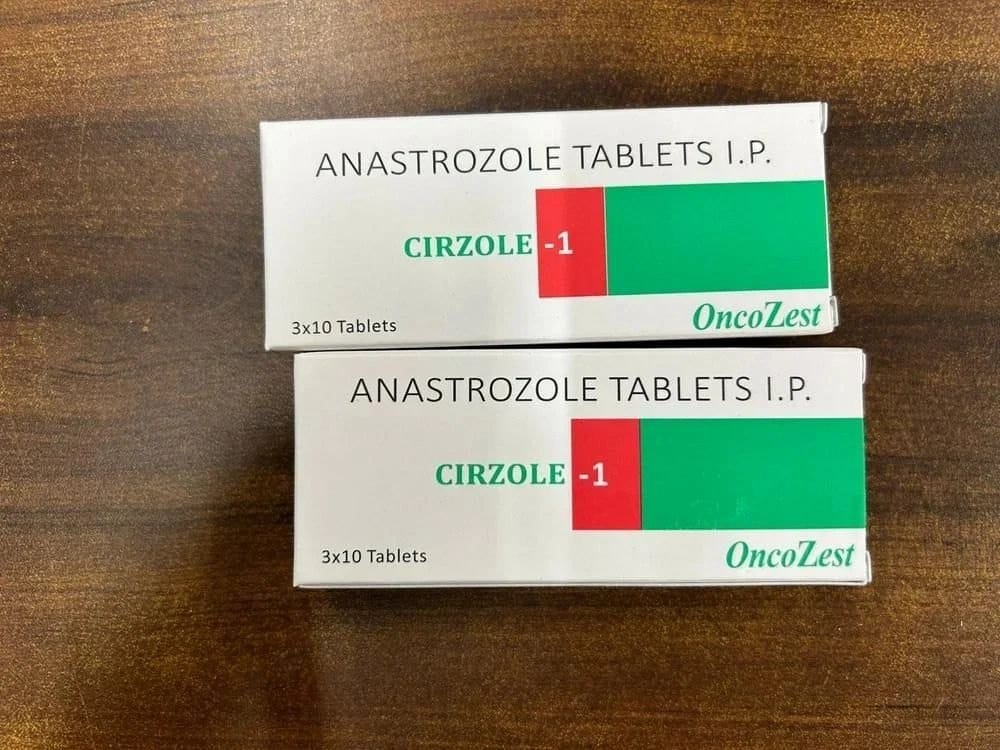 ANASTROZOLE TABLETS I.P.
CIRZOLE -1
3x10 Tablets
OncoZest
ANASTROZOLE TABLETS I.P.
CIRZOLE -1
3x10 Tablets
OncoZest